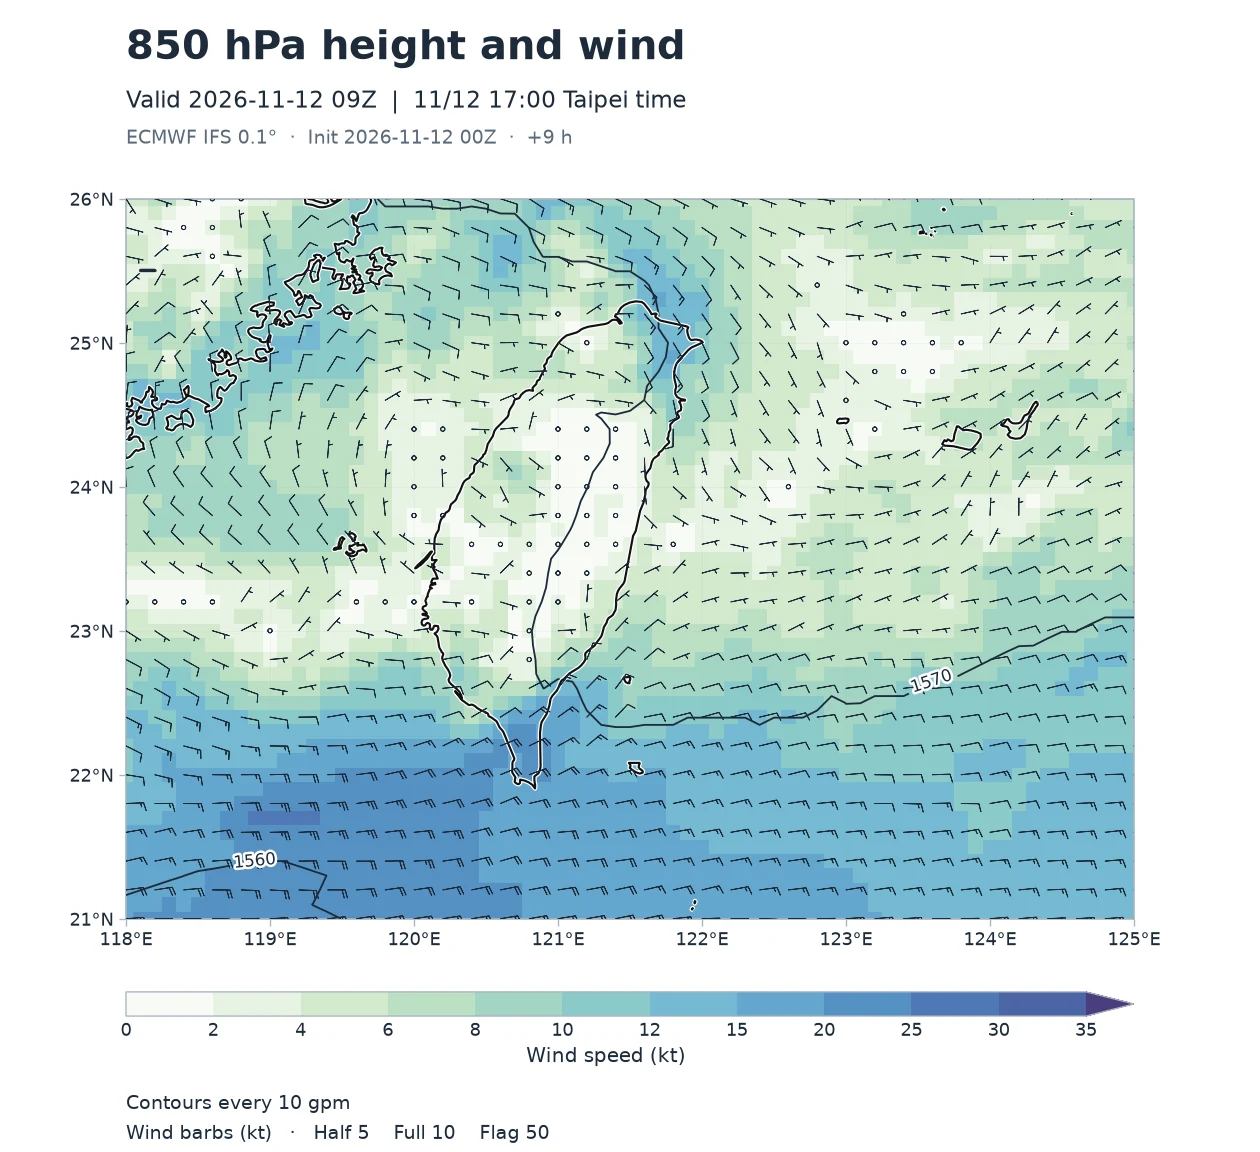 850 hPa height and wind
Valid 2026-11-12 09Z | 11/12 17:00 Taipei time
ECMWF IFS 0.1° · Init 2026-11-12 00Z · +9 h
26°N
25°N
24°N
23°N
22°N
21°N
1570
1560
118°E 119°E 120°E 121°E 122°E 123°E 124°E 125°E
0 2 4 6 8 10 12 15 20 25 30 35
Wind speed (kt)
Contours every 10 gpm
Wind barbs (kt) · Half 5 Full 10 Flag 50